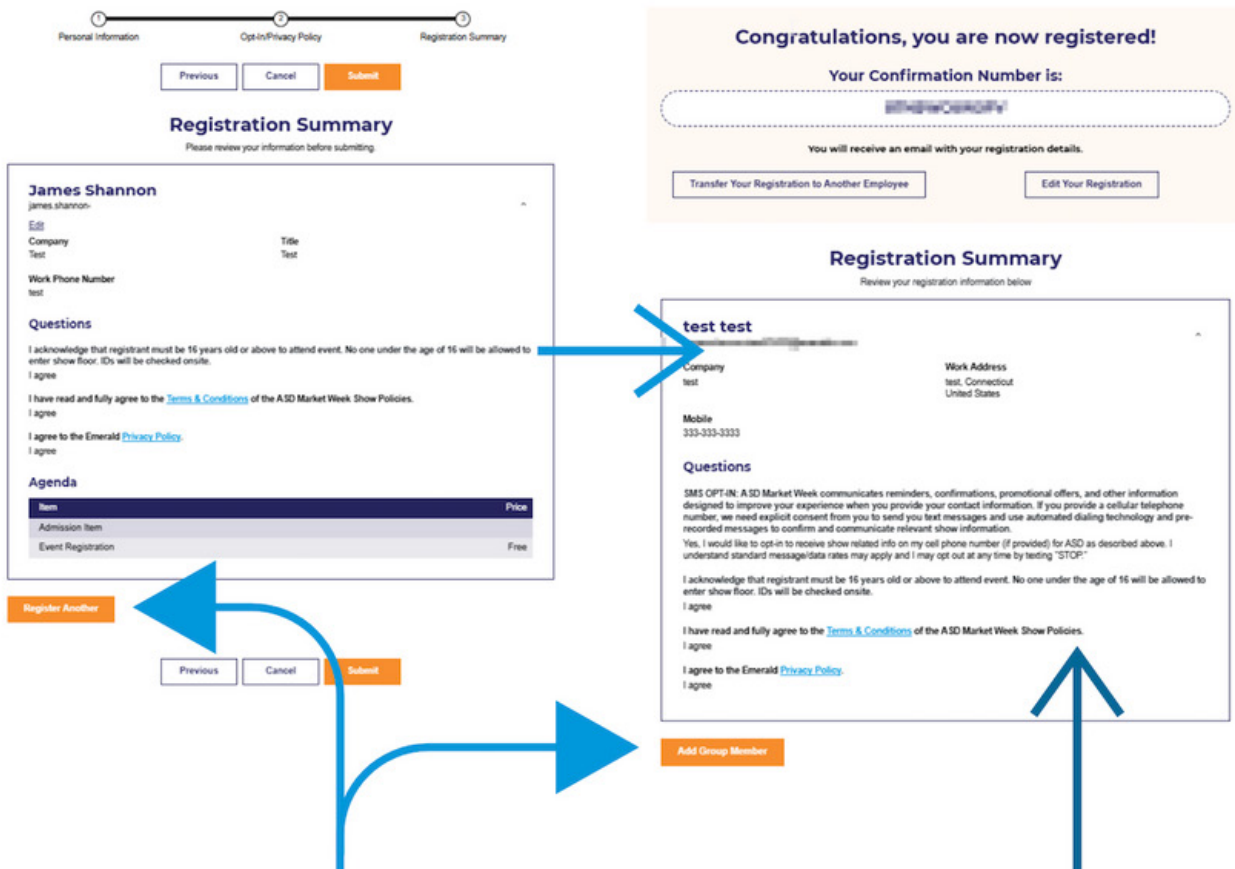 1
2
3
Personal Information
Opt-In/Privacy Policy
Registration Summary
Previous
Cancel
Submit
Registration Summary
Please review your information before submitting.
James Shannon
james.shannon-
Edit
Company
Title
Test
Test
Work Phone Number
test
Questions
I acknowledge that registrant must be 16 years old or above to attend event. No one under the age of 16 will be allowed to
enter show floor. IDs will be checked onsite.
I agree
I have read and fully agree to the Terms & Conditions of the ASD Market Week Show Policies.
I agree
I agree to the Emerald Privacy Policy.
I agree
Agenda
Item
Price
Admission Item
Event Registration
Free
Register Another
Previous
Cancel
Submit
Congratulations, you are now registered!
Your Confirmation Number is:
You will receive an email with your registration details.
Transfer Your Registration to Another Employee
Edit Your Registration
Registration Summary
Review your registration information below
test test
Company
Work Address
test
test, Connecticut
United States
Mobile
333-333-3333
Questions
SMS OPT-IN: ASD Market Week communicates reminders, confirmations, promotional offers, and other information
designed to improve your experience when you provide your contact information. If you provide a cellular telephone
number, we need explicit consent from you to send you text messages and use automated dialing technology and pre-
recorded messages to confirm and communicate relevant show information.
Yes, I would like to opt-in to receive show related info on my cell phone number (if provided) for ASD as described above. I
understand standard message/data rates may apply and I may opt out at any time by texting "STOP."
I acknowledge that registrant must be 16 years old or above to attend event. No one under the age of 16 will be allowed to
enter show floor. IDs will be checked onsite.
I agree
I have read and fully agree to the Terms & Conditions of the ASD Market Week Show Policies.
I agree
I agree to the Emerald Privacy Policy.
I agree
Add Group Member